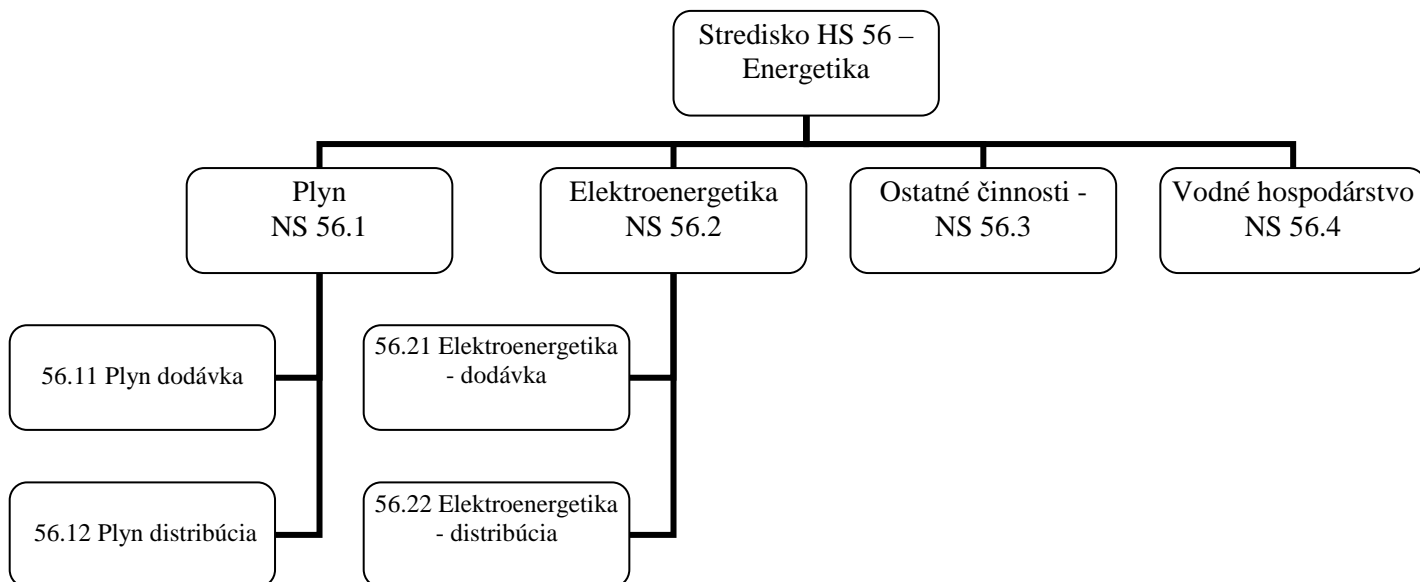 Stredisko HS 56 –
Energetika
Plyn
NS 56.1
Elektroenergetika
NS 56.2
Ostatné činnosti -
NS 56.3
Vodné hospodárstvo
NS 56.4
56.11 Plyn dodávka
56.21 Elektroenergetika
- dodávka
56.12 Plyn distribúcia
56.22 Elektroenergetika
- distribúcia